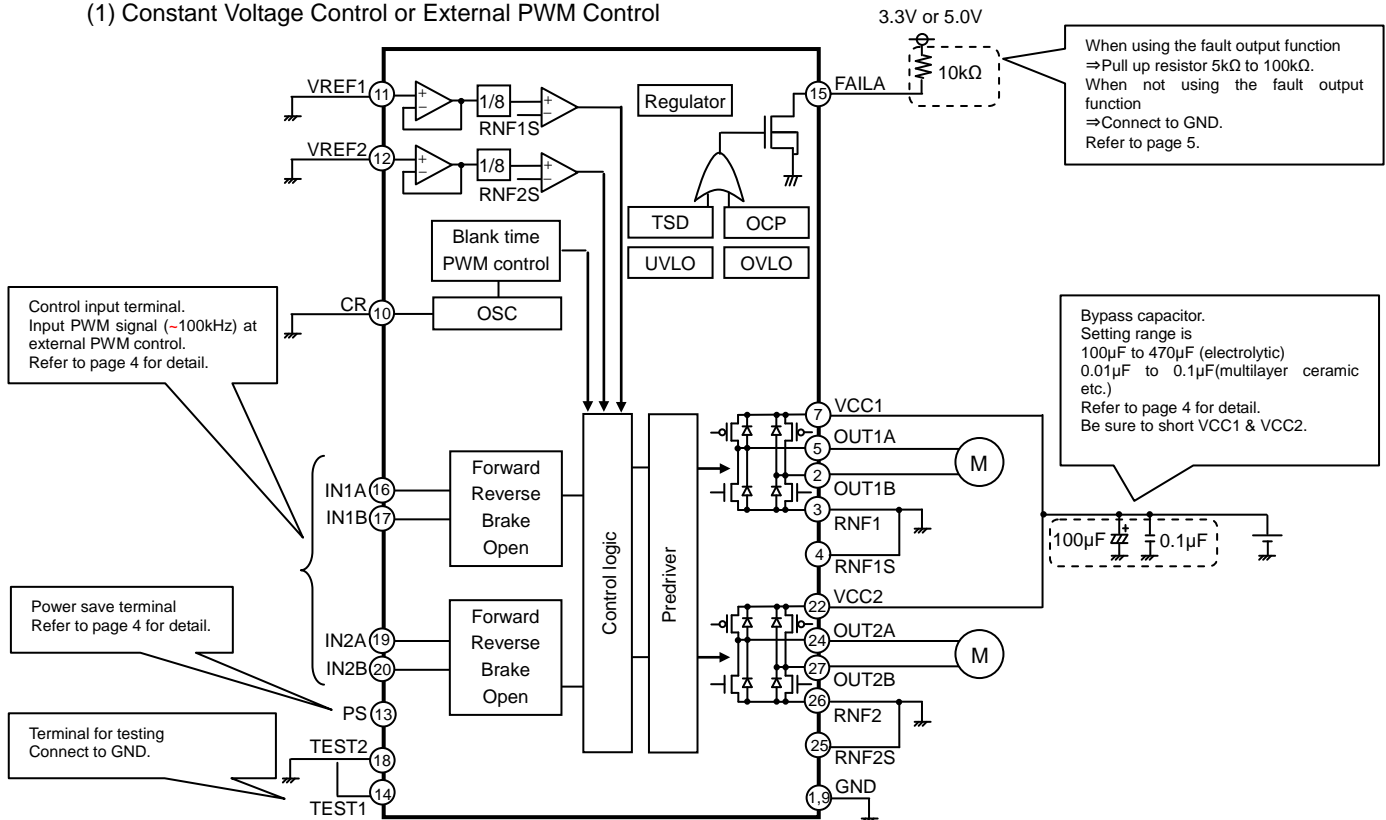 (1) Constant Voltage Control or External PWM Control
3.3V or 5.0V
10kΩ
When using the fault output function
⇒Pull up resistor 5kΩ to 100kΩ.
When not using the fault output
function
⇒Connect to GND.
Refer to page 5.
VREF1
11
1/8
RNF1S
Regulator
15
FAILA
VREF2
12
1/8
RNF2S
TSD
OCP
UVLO
OVLO
Blank time
PWM control
CR
10
OSC
Control input terminal.
Input PWM signal (~100kHz) at
external PWM control.
Refer to page 4 for detail.
Bypass capacitor.
Setting range is
100µF to 470µF (electrolytic)
0.01µF to 0.1µF(multilayer ceramic
etc.)
Refer to page 4 for detail.
Be sure to short VCC1 & VCC2.
IN1A
16
IN1B
17
Forward
Reverse
Brake
Open
Control logic
Predriver
7
VCC1
5
OUT1A
2
OUT1B
M
3
RNF1
4
RNF1S
100µF
+
0.1µF
Power save terminal
Refer to page 4 for detail.
IN2A
19
IN2B
20
Forward
Reverse
Brake
Open
22
VCC2
24
OUT2A
27
OUT2B
M
26
RNF2
25
RNF2S
PS
13
Terminal for testing
Connect to GND.
TEST2
18
14
TEST1
1,9
GND